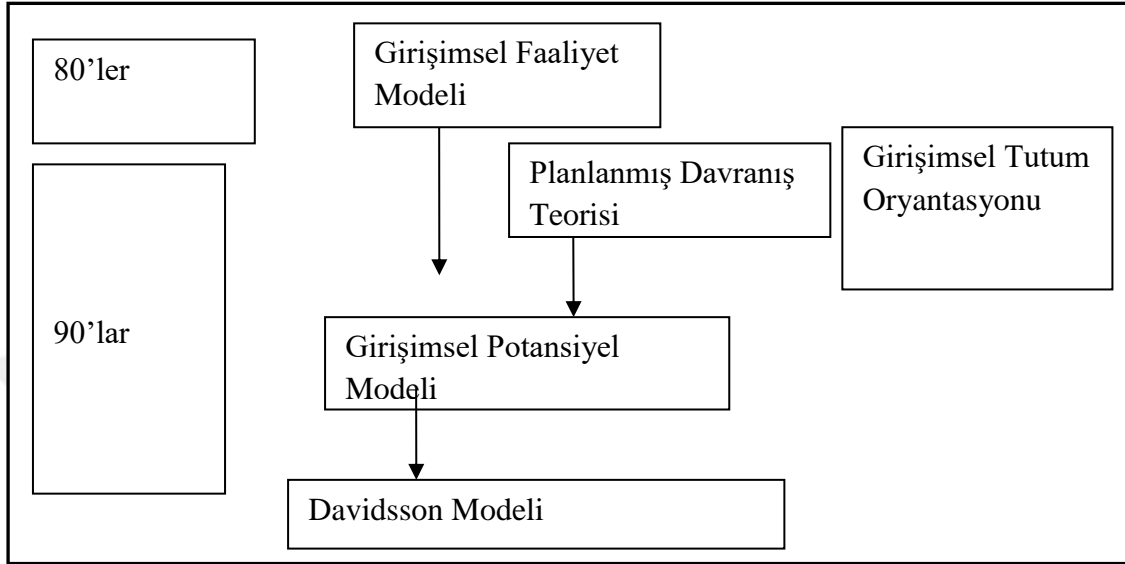 80’ler
Girişimsel Faaliyet
Modeli
Planlanmış Davranış
Teorisi
Girişimsel Tutum
Oryantasyonu
90’lar
Girişimsel Potansiyel
Modeli
Davidsson Modeli